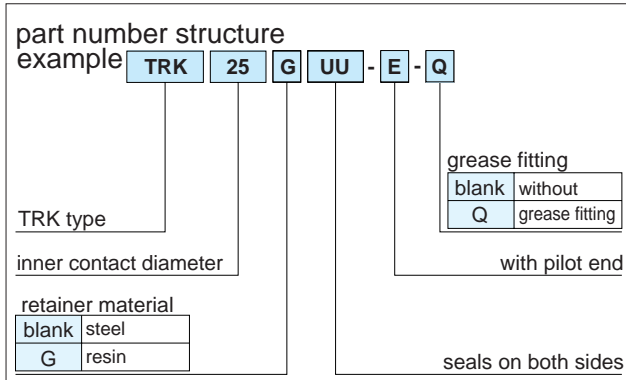 part number structure
example TRK 25 G UU - E - Q
grease fitting
blank without
Q grease fitting
TRK type
inner contact diameter
with pilot end
retainer material
blank steel
G resin
seals on both sides